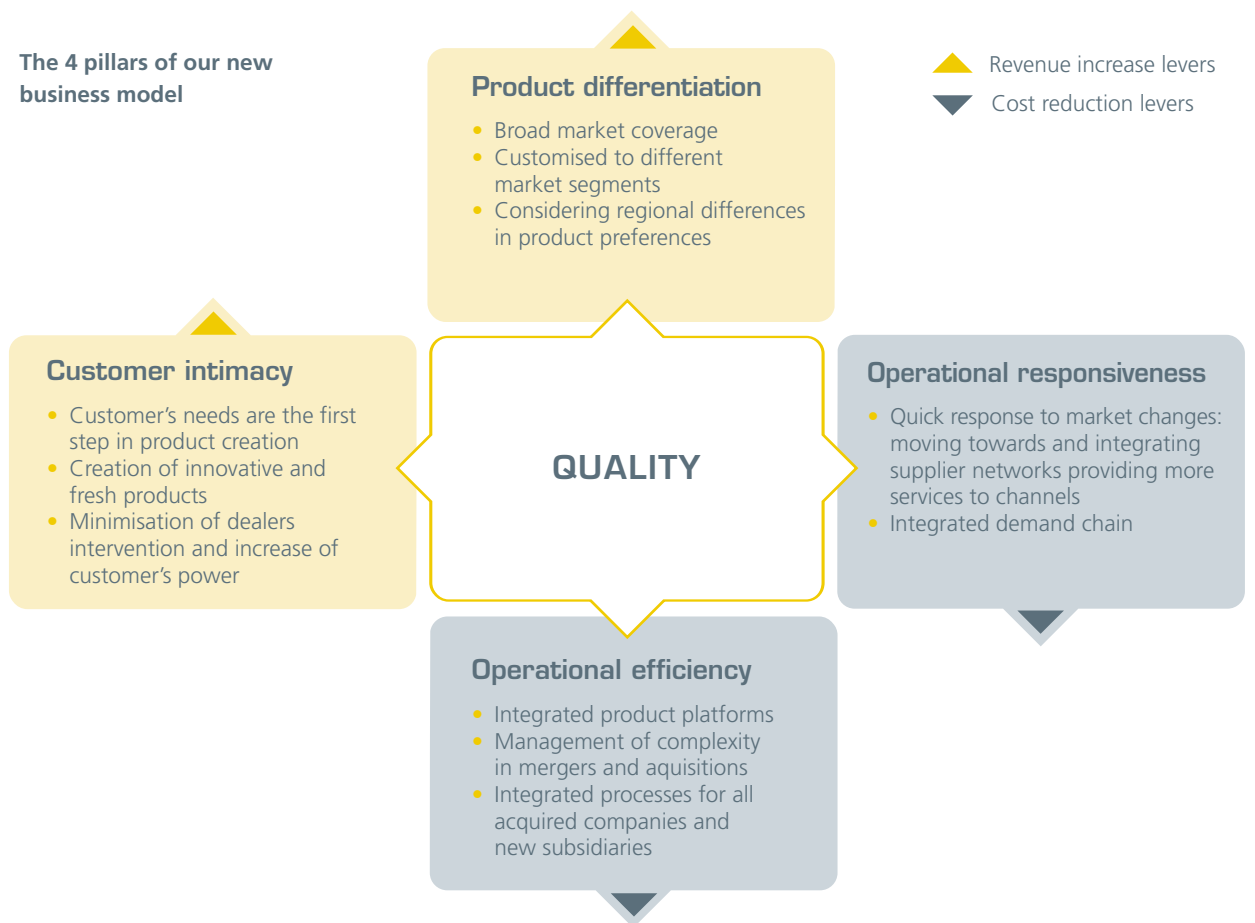 The 4 pillars of our new
business model
Product differentiation
• Broad market coverage
• Customised to different
market segments
• Considering regional differences
in product preferences
Revenue increase levers
Cost reduction levers
Customer intimacy
• Customer’s needs are the first
step in product creation
• Creation of innovative and
fresh products
• Minimisation of dealers
intervention and increase of
customer’s power
QUALITY
Operational responsiveness
• Quick response to market changes:
moving towards and integrating
supplier networks providing more
services to channels
• Integrated demand chain
Operational efficiency
• Integrated product platforms
• Management of complexity
in mergers and aquisitions
• Integrated processes for all
acquired companies and
new subsidiaries